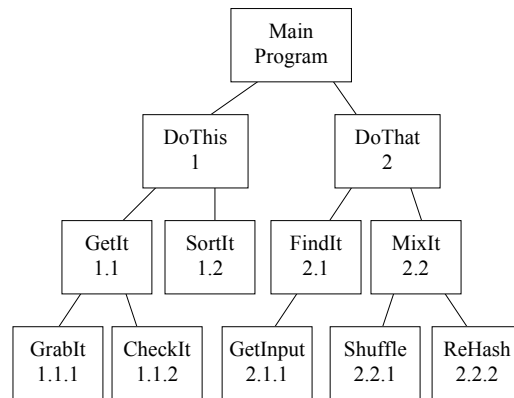 Main
Program
DoThis
1
DoThat
2
GetIt
1.1
SortIt
1.2
FindIt
2.1
MixIt
2.2
GrabIt
1.1.1
CheckIt
1.1.2
GetInput
2.1.1
Shuffle
2.2.1
ReHash
2.2.2